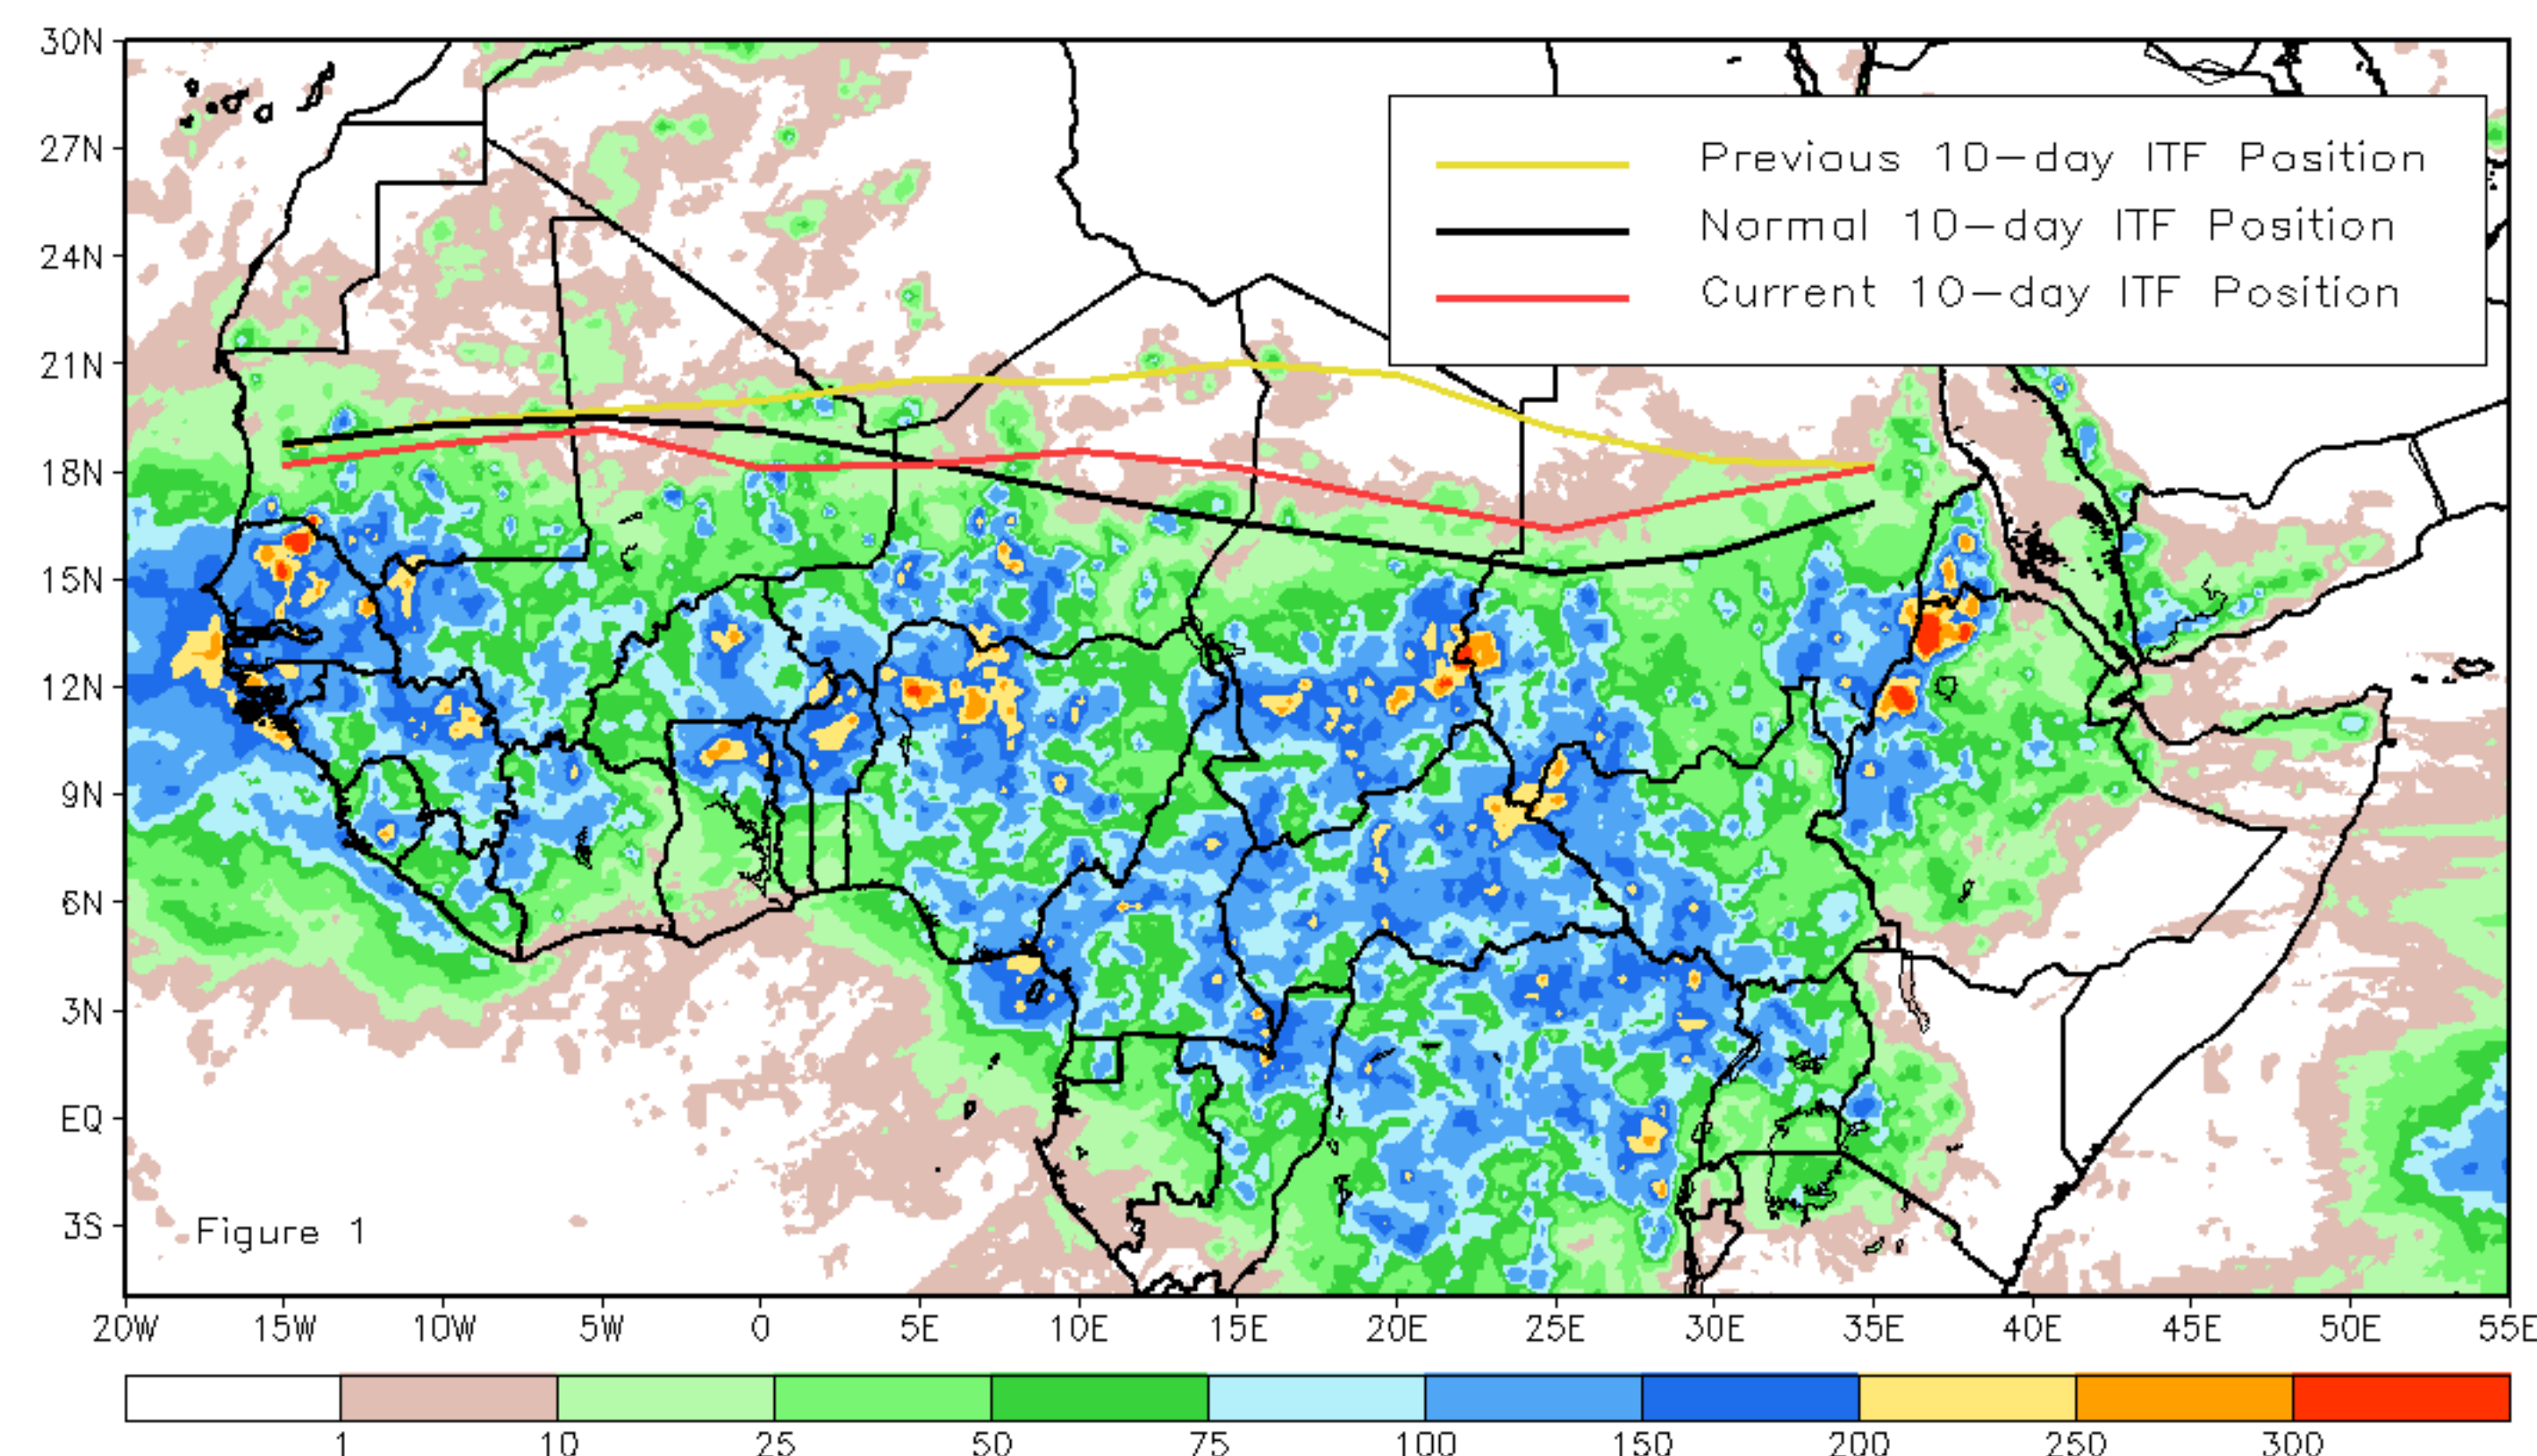 30N
Previous 10-day ITF Position
27N
Normal 10-day ITF Position
24N
Current 10-day ITF Position
21N
18N
15N
12N
9N
6N
3N
EQ
3S
Figure 1
20W 15W 10W 5W 0 5E 10E 15E 20E 25E 30E 35E 40E 45E 50E 55E
1 10 25 50 75 100 150 200 250 300